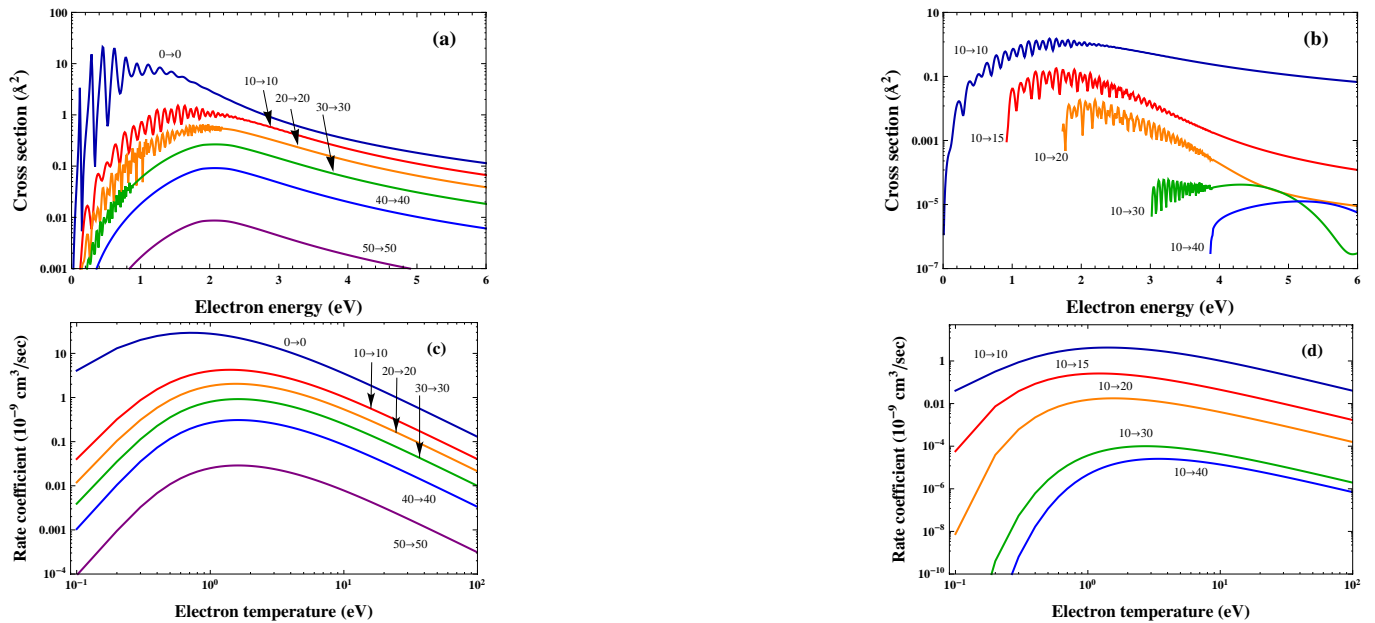 (a)
0→0
10→10
20→20
30→30
40→40
50→50
100
10
1
0.1
0.01
0.001
0 1 2 3 4 5 6
Cross section (Å²)
Electron energy (eV)
(b)
10→10
10→15
10→20
10→30
10→40
10
0.1
0.001
10⁻⁵
10⁻⁷
0 1 2 3 4 5 6
Cross section (Å²)
Electron energy (eV)
(c)
0→0
10→10
20→20
30→30
40→40
50→50
10
1
0.1
0.01
0.001
10⁻⁴
10⁻¹ 10⁰ 10¹ 10²
Rate coefficient (10⁻⁹ cm³/sec)
Electron temperature (eV)
(d)
10→10
10→15
10→20
10→30
10→40
1
0.01
10⁻⁴
10⁻⁶
10⁻⁸
10⁻¹⁰
10⁻¹ 10⁰ 10¹ 10²
Rate coefficient (10⁻⁹ cm³/sec)
Electron temperature (eV)